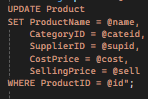 UPDATE Product
SET ProductName = @name,
CategoryID = @cateid,
SupplierID = @supid,
CostPrice = @cost,
SellingPrice = @sell
WHERE ProductID = @id";